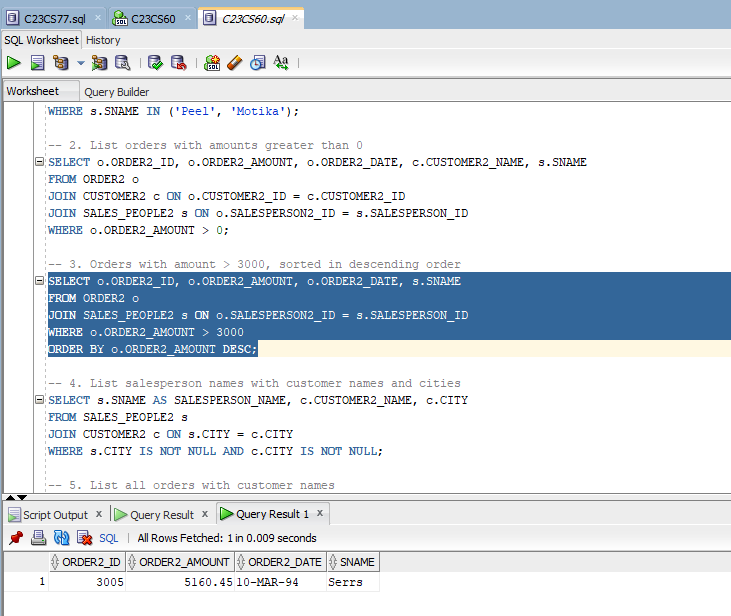 C23CS77.sql × C23CS60 × C23CS60.sql ×
SQL Worksheet History
Worksheet Query Builder
WHERE s.SNAME IN ('Peel', 'Motika');
-- 2. List orders with amounts greater than 0
SELECT o.ORDER2_ID, o.ORDER2_AMOUNT, o.ORDER2_DATE, c.CUSTOMER2_NAME, s.SNAME
FROM ORDER2 o
JOIN CUSTOMER2 c ON o.CUSTOMER2_ID = c.CUSTOMER2_ID
JOIN SALES_PEOPLE2 s ON o.SALESPERSON2_ID = s.SALESPERSON_ID
WHERE o.ORDER2_AMOUNT > 0;
-- 3. Orders with amount > 3000, sorted in descending order
SELECT o.ORDER2_ID, o.ORDER2_AMOUNT, o.ORDER2_DATE, s.SNAME
FROM ORDER2 o
JOIN SALES_PEOPLE2 s ON o.SALESPERSON2_ID = s.SALESPERSON_ID
WHERE o.ORDER2_AMOUNT > 3000
ORDER BY o.ORDER2_AMOUNT DESC;
-- 4. List salesperson names with customer names and cities
SELECT s.SNAME AS SALESPERSON_NAME, c.CUSTOMER2_NAME, c.CITY
FROM SALES_PEOPLE2 s
JOIN CUSTOMER2 c ON s.CITY = c.CITY
WHERE s.CITY IS NOT NULL AND c.CITY IS NOT NULL;
-- 5. List all orders with customer names
Script Output × Query Result × Query Result 1 ×
SQL | All Rows Fetched: 1 in 0.009 seconds
ORDER2_ID ORDER2_AMOUNT ORDER2_DATE SNAME
1 3005 5160.45 10-MAR-94 Serrs